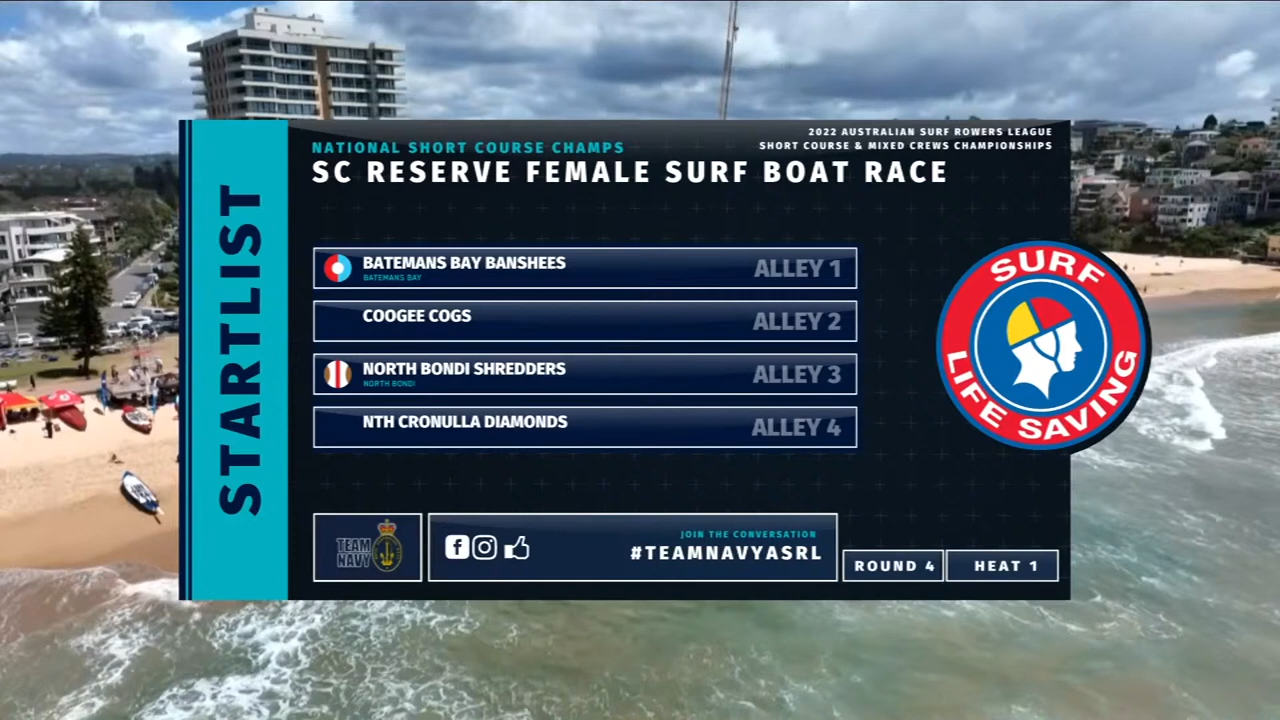 2022 AUSTRALIAN SURF ROWERS LEAGUE
SHORT COURSE & MIXED CREWS CHAMPIONSHIPS
NATIONAL SHORT COURSE CHAMPS
SC RESERVE FEMALE SURF BOAT RACE
STARTLIST
BATEMANS BAY BANSHEES
BATEMANS BAY
ALLEY 1
COOGEE COGS
ALLEY 2
NORTH BONDI SHREDDERS
NORTH BONDI
ALLEY 3
NTH CRONULLA DIAMONDS
ALLEY 4
SURF
LIFE SAVING
TEAM
NAVY
JOIN THE CONVERSATION
#TEAMNAVYASRL
ROUND 4
HEAT 1